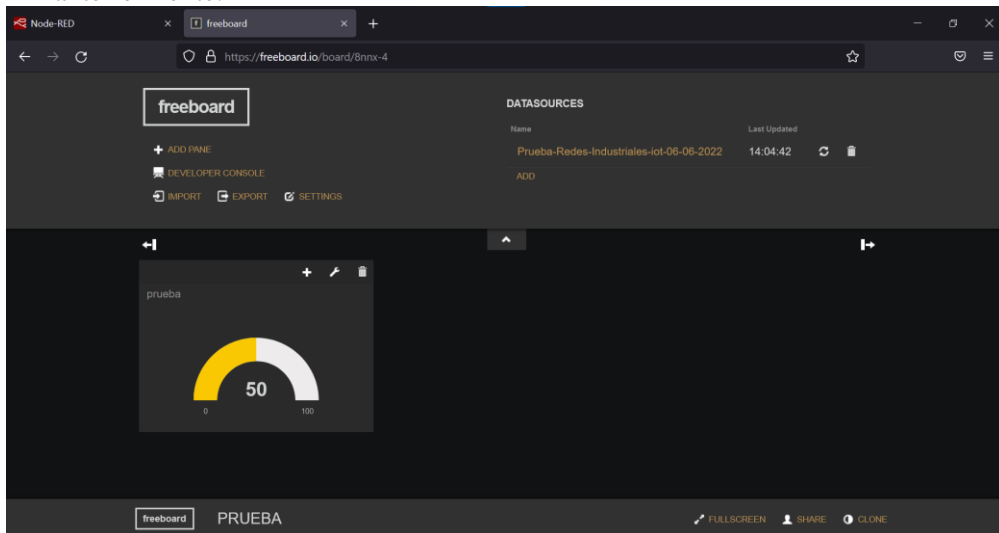 Node-RED
freeboard
https://freeboard.io/board/8nnx-4
freeboard
ADD PANE
DEVELOPER CONSOLE
IMPORT EXPORT SETTINGS
DATASOURCES
Name Last Updated
Prueba-Redes-Industriales-iot-06-06-2022 14:04:42
ADD
prueba
50
0 100
freeboard PRUEBA
FULLSCREEN SHARE CLONE